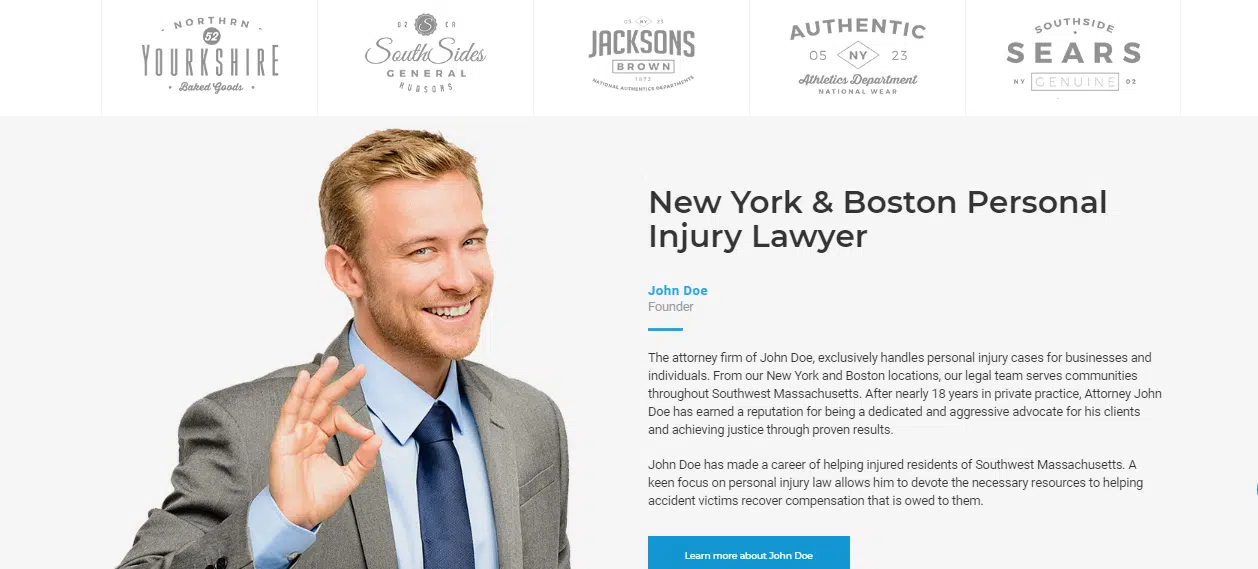 NORTHRN
52
YOURKSHIRE
Baked Goods
62 ER
S
South Sides
GENERAL
HUDSONS
05 NY 23
JACKSONS
BROWN
1872
NATIONAL AUTHENTICS DEPARTMENTS
AUTHENTIC
05 NY 23
Athletics Department
NATIONAL WEAR
SOUTHSIDE
SEARS
NY GENUINE 02
New York & Boston Personal
Injury Lawyer
John Doe
Founder
The attorney firm of John Doe, exclusively handles personal injury cases for businesses and
individuals. From our New York and Boston locations, our legal team serves communities
throughout Southwest Massachusetts. After nearly 18 years in private practice, Attorney John
Doe has earned a reputation for being a dedicated and aggressive advocate for his clients
and achieving justice through proven results.
John Doe has made a career of helping injured residents of Southwest Massachusetts. A
keen focus on personal injury law allows him to devote the necessary resources to helping
accident victims recover compensation that is owed to them.
Learn more about John Doe